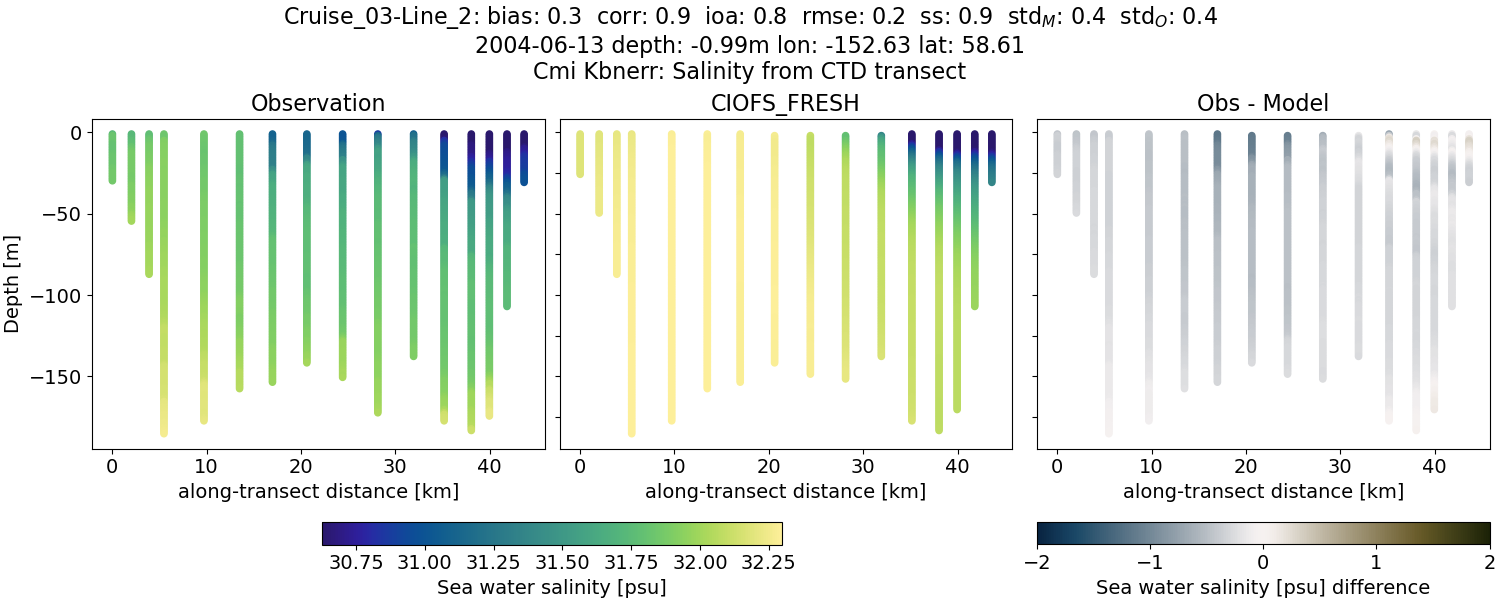 Cruise_03-Line_2: bias: 0.3  corr: 0.9  ioa: 0.8  rmse: 0.2  ss: 0.9  std_M: 0.4  std_O: 0.4
2004-06-13 depth: -0.99m lon: -152.63 lat: 58.61
Cmi Kbnerr: Salinity from CTD transect
Observation
CIOFS_FRESH
Obs - Model
Depth [m]
0
−50
−100
−150
0 10 20 30 40
0 10 20 30 40
0 10 20 30 40
along-transect distance [km]
along-transect distance [km]
along-transect distance [km]
30.75 31.00 31.25 31.50 31.75 32.00 32.25
Sea water salinity [psu]
−2 −1 0 1 2
Sea water salinity [psu] difference